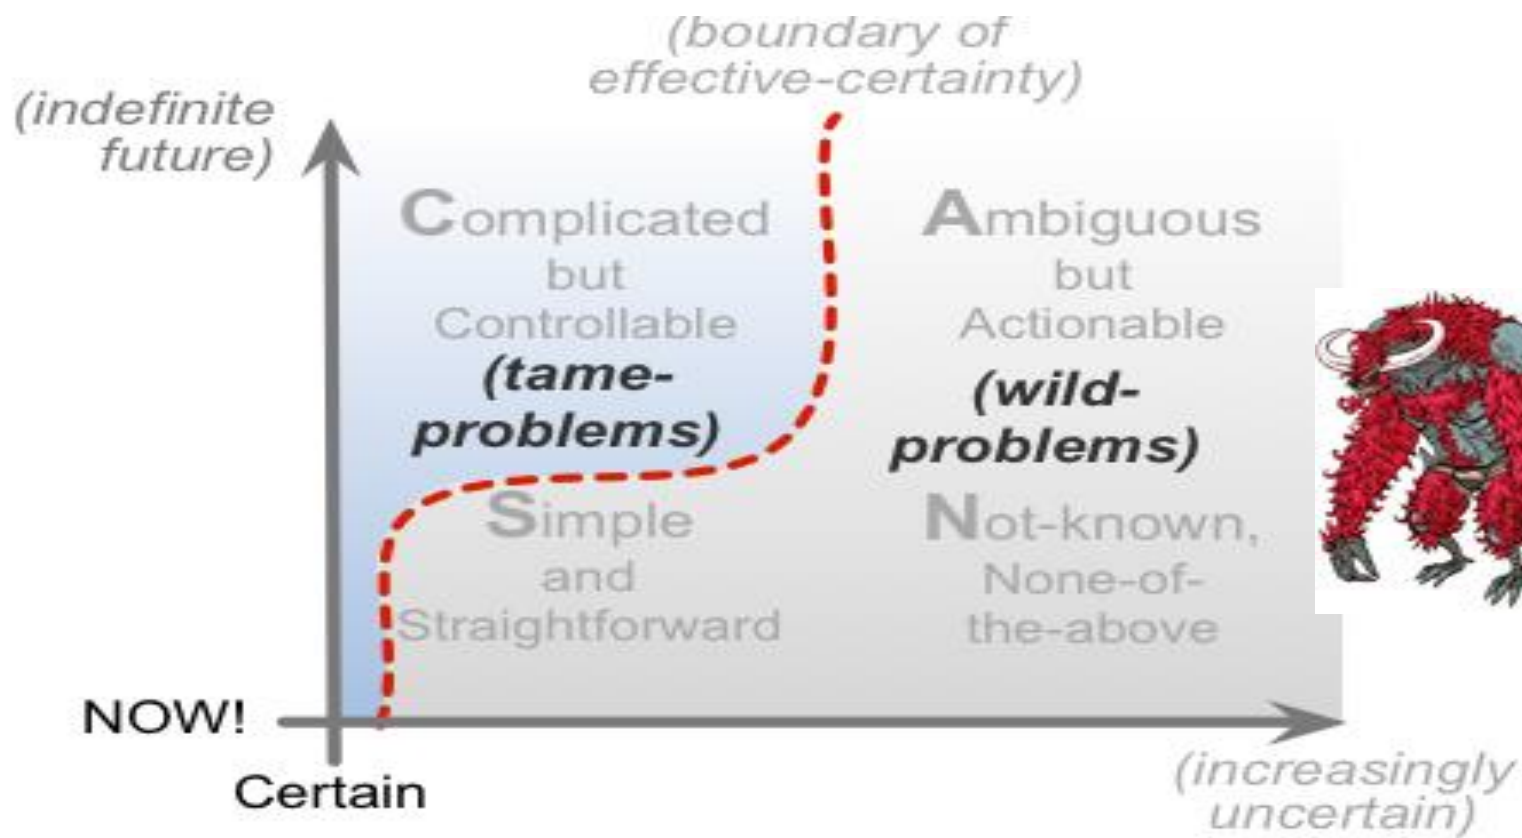 (boundary of
effective-certainty)
(indefinite
future)
Complicated
but
Controllable
(tame-
problems)
Ambiguous
but
Actionable
(wild-
problems)
Simple
and
Straightforward
Not-known,
None-of-
the-above
NOW!
Certain
(increasingly
uncertain)